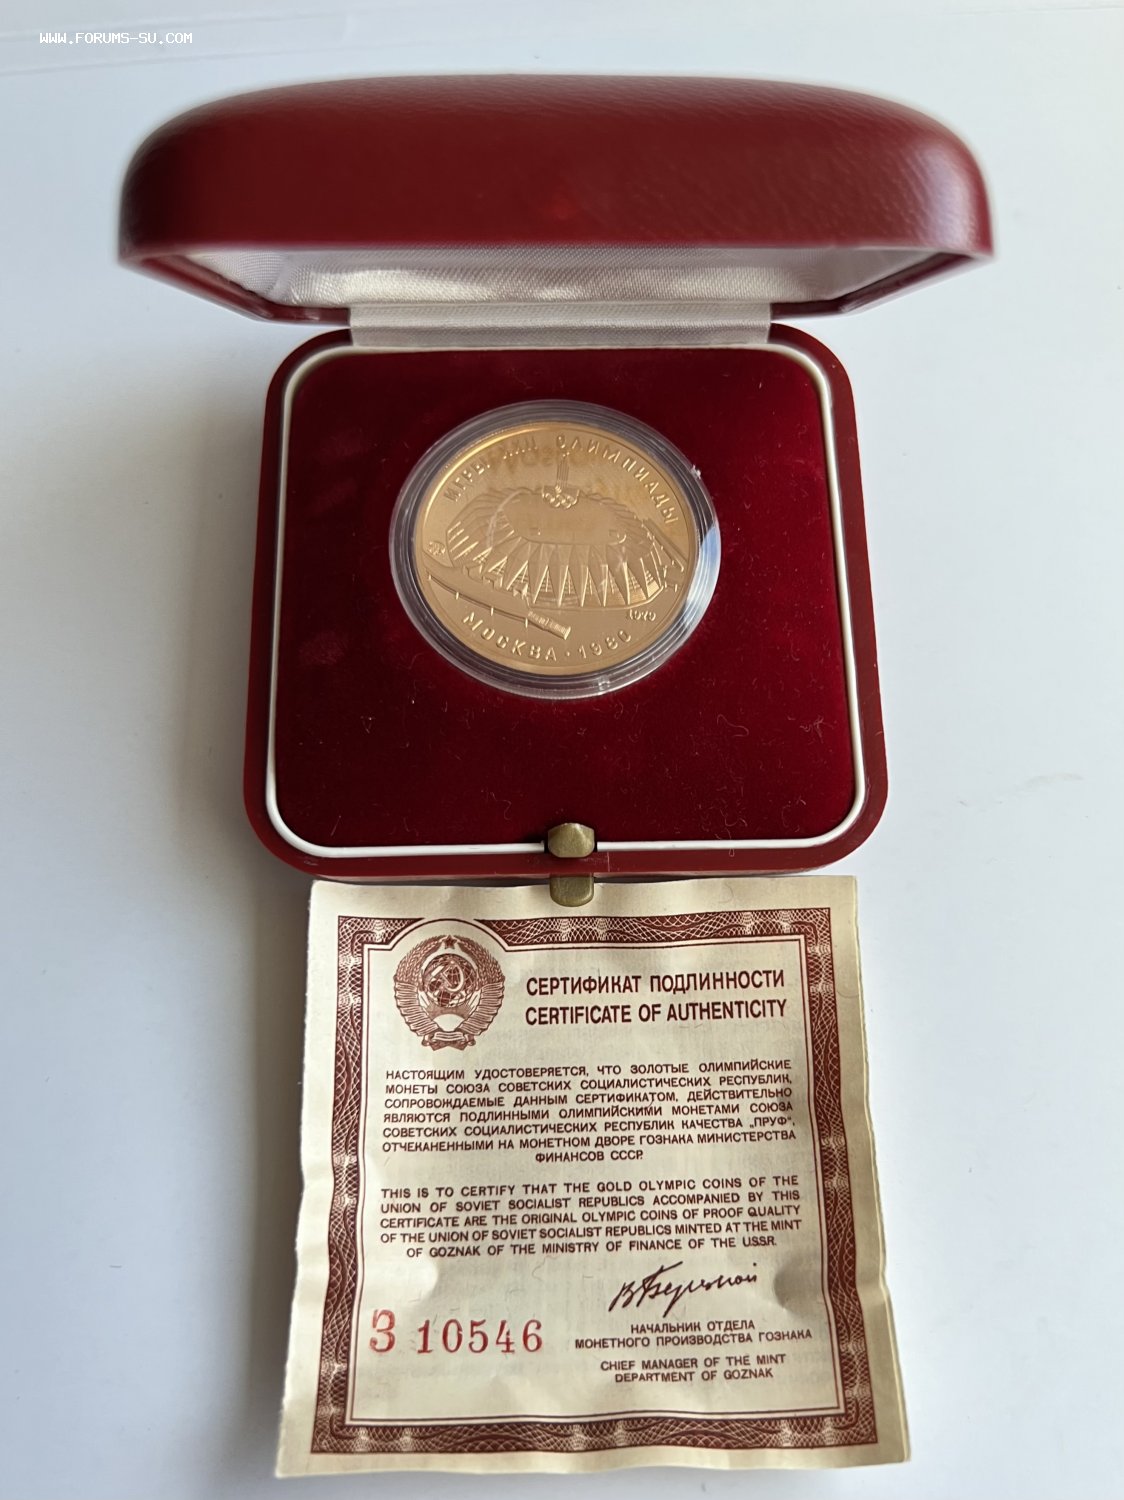 WWW.FORUMS-SU.COM
ИГРЫ XXII ОЛИМПИАДЫ
1979
МОСКВА · 1980
СЕРТИФИКАТ ПОДЛИННОСТИ
CERTIFICATE OF AUTHENTICITY
НАСТОЯЩИМ УДОСТОВЕРЯЕТСЯ, ЧТО ЗОЛОТЫЕ ОЛИМПИЙСКИЕ
МОНЕТЫ СОЮЗА СОВЕТСКИХ СОЦИАЛИСТИЧЕСКИХ РЕСПУБЛИК,
СОПРОВОЖДАЕМЫЕ ДАННЫМ СЕРТИФИКАТОМ, ДЕЙСТВИТЕЛЬНО
ЯВЛЯЮТСЯ ПОДЛИННЫМИ ОЛИМПИЙСКИМИ МОНЕТАМИ СОЮЗА
СОВЕТСКИХ СОЦИАЛИСТИЧЕСКИХ РЕСПУБЛИК КАЧЕСТВА „ПРУФ“,
ОТЧЕКАНЕННЫМИ НА МОНЕТНОМ ДВОРЕ ГОЗНАКА МИНИСТЕРСТВА
ФИНАНСОВ СССР.
THIS IS TO CERTIFY THAT THE GOLD OLYMPIC COINS OF THE
UNION OF SOVIET SOCIALIST REPUBLICS ACCOMPANIED BY THIS
CERTIFICATE ARE THE ORIGINAL OLYMPIC COINS OF PROOF QUALITY
OF THE UNION OF SOVIET SOCIALIST REPUBLICS MINTED AT THE MINT
OF GOZNAK OF THE MINISTRY OF FINANCE OF THE U.S.S.R.
З 10546
НАЧАЛЬНИК ОТДЕЛА
МОНЕТНОГО ПРОИЗВОДСТВА ГОЗНАКА
CHIEF MANAGER OF THE MINT
DEPARTMENT OF GOZNAK